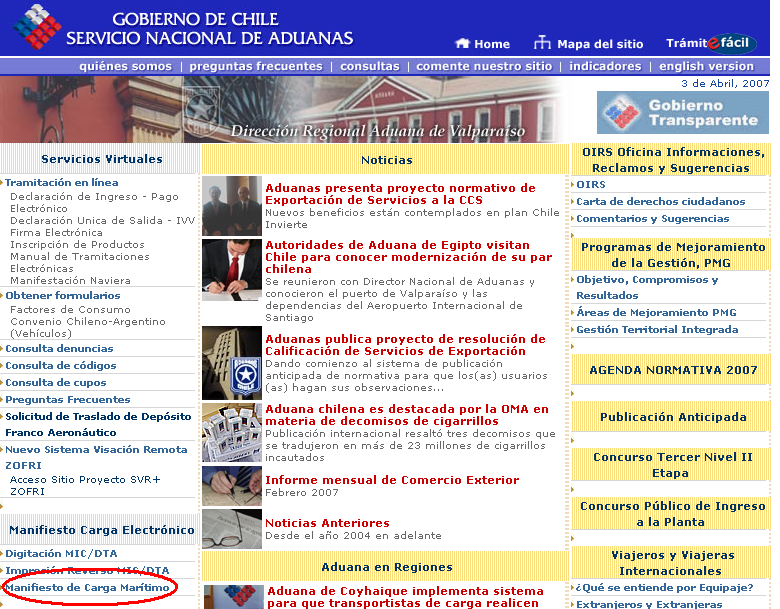 GOBIERNO DE CHILE
SERVICIO NACIONAL DE ADUANAS
Home
Mapa del sitio
Trámit e fácil
quiénes somos | preguntas frecuentes | consultas | comente nuestro sitio | indicadores | english version
3 de Abril, 2007
Dirección Regional Aduana de Valparaíso
Gobierno
Transparente
Servicios Virtuales
Tramitación en línea
Declaración de Ingreso - Pago
Electrónico
Declaración Unica de Salida - IVV
Firma Electrónica
Inscripción de Productos
Manual de Tramitaciones
Electrónicas
Manifestación Naviera
Obtener formularios
Factores de Consumo
Convenio Chileno-Argentino
(Vehículos)
Consulta denuncias
Consulta de códigos
Consulta de cupos
Preguntas Frecuentes
Solicitud de Traslado de Depósito
Franco Aeronáutico
Nuevo Sistema Visación Remota
ZOFRI
Acceso Sitio Proyecto SVR+
ZOFRI
Manifiesto Carga Electrónico
Digitación MIC/DTA
Impresión Reverso MIC/DTA
Manifiesto de Carga Marítimo
Noticias
Aduanas presenta proyecto normativo de
Exportación de Servicios a la CCS
Nuevos beneficios están contemplados en plan Chile
Invierte
Autoridades de Aduana de Egipto visitan
Chile para conocer modernización de su par
chilena
Se reunieron con Director Nacional de Aduanas y
conocieron el puerto de Valparaíso y las
dependencias del Aeropuerto Internacional de
Santiago
Aduanas publica proyecto de resolución de
Calificación de Servicios de Exportación
Dando comienzo al sistema de publicación
anticipada de normativa para que los(as) usuarios
(as) hagan sus observaciones...
Aduana chilena es destacada por la OMA en
materia de decomisos de cigarrillos
Publicación internacional resaltó tres decomisos que
se tradujeron en más de 23 millones de cigarrillos
incautados
Informe mensual de Comercio Exterior
Febrero 2007
Noticias Anteriores
Desde el año 2004 en adelante
Aduana en Regiones
Aduana de Coyhaique implementa sistema
para que transportistas de carga realicen
OIRS Oficina Informaciones,
Reclamos y Sugerencias
OIRS
Carta de derechos ciudadanos
Comentarios y Sugerencias
Programas de Mejoramiento
de la Gestión, PMG
Objetivo, Compromisos y
Resultados
Áreas de Mejoramiento PMG
Gestión Territorial Integrada
AGENDA NORMATIVA 2007
Publicación Anticipada
Concurso Tercer Nivel II
Etapa
Concurso Público de Ingreso
a la Planta
Viajeros y Viajeras
Internacionales
¿Qué se entiende por Equipaje?
Extranjeros y Extranjeras